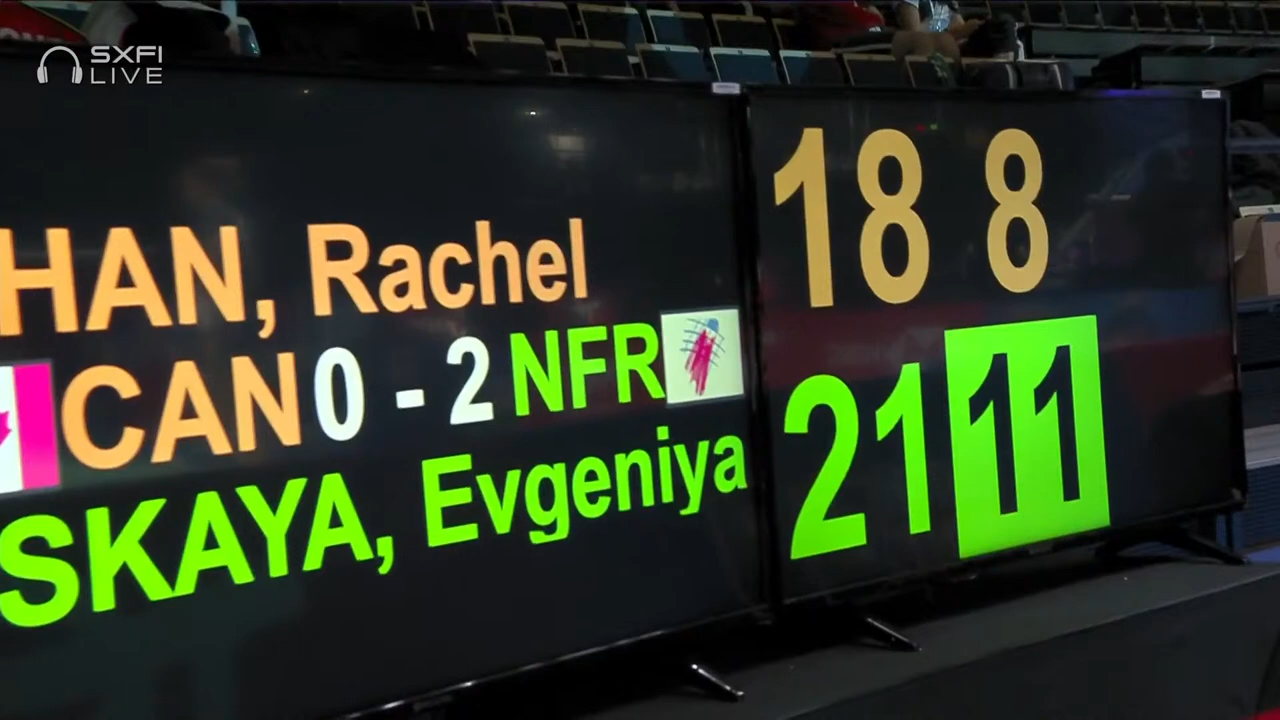 SXFI
LIVE
HAN, Rachel
CAN 0 - 2 NFR
SKAYA, Evgeniya
18 8
21 11